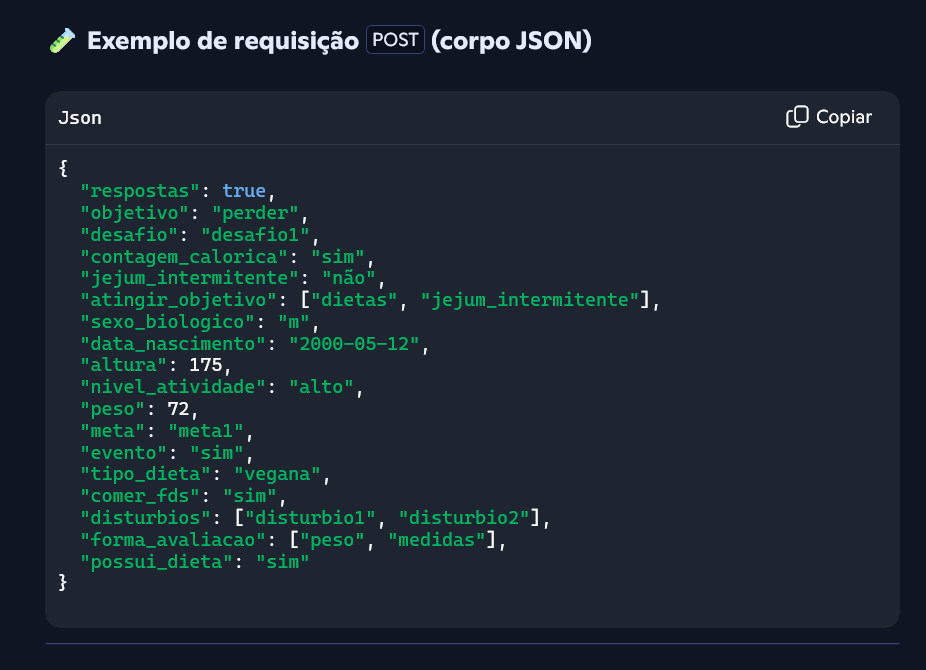 Exemplo de requisição POST (corpo JSON)
Json
Copiar
{
"respostas": true,
"objetivo": "perder",
"desafio": "desafio1",
"contagem_calorica": "sim",
"jejum_intermitente": "não",
"atingir_objetivo": ["dietas", "jejum_intermitente"],
"sexo_biologico": "m",
"data_nascimento": "2000-05-12",
"altura": 175,
"nivel_atividade": "alto",
"peso": 72,
"meta": "meta1",
"evento": "sim",
"tipo_dieta": "vegana",
"comer_fds": "sim",
"disturbios": ["disturbio1", "disturbio2"],
"forma_avaliacao": ["peso", "medidas"],
"possui_dieta": "sim"
}